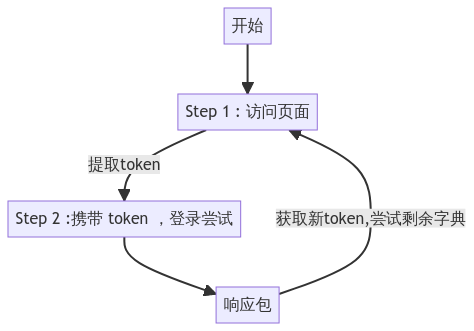 开始
Step 1 : 访问页面
提取token
Step 2 :携带 token ，登录尝试
获取新token,尝试剩余字典
响应包